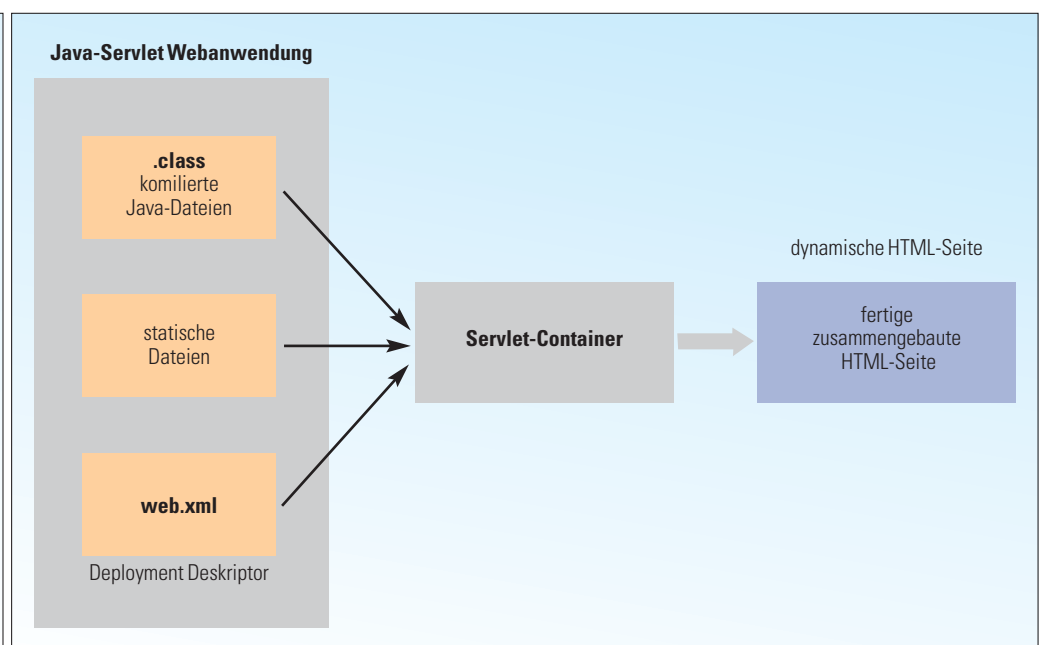 Java-Servlet Webanwendung
.class
komilierte
Java-Dateien
statische
Dateien
web.xml
Deployment Deskriptor
Servlet-Container
dynamische HTML-Seite
fertige
zusammengebaute
HTML-Seite